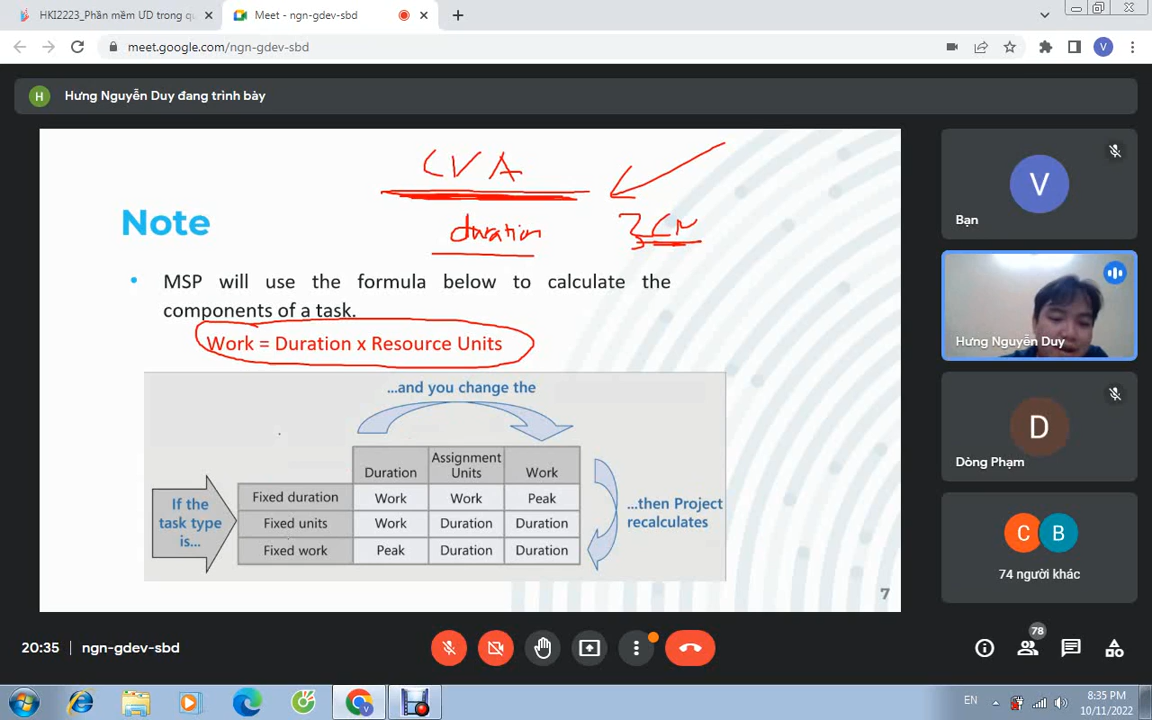 HKI2223_Phần mềm ƯD trong qu
Meet - ngn-gdev-sbd
meet.google.com/ngn-gdev-sbd
V
H
Hưng Nguyễn Duy đang trình bày
CVA
duration
3 CN
Note
• MSP will use the formula below to calculate the
components of a task.
Work = Duration x Resource Units
...and you change the
Duration
Assignment
Units
Work
If the
task type
is...
Fixed duration
Work
Work
Peak
Fixed units
Work
Duration
Duration
Fixed work
Peak
Duration
Duration
...then Project
recalculates
7
V
Bạn
Hưng Nguyễn Duy
D
Dòng Phạm
C
B
74 người khác
20:35
ngn-gdev-sbd
78
EN
8:35 PM
10/11/2022